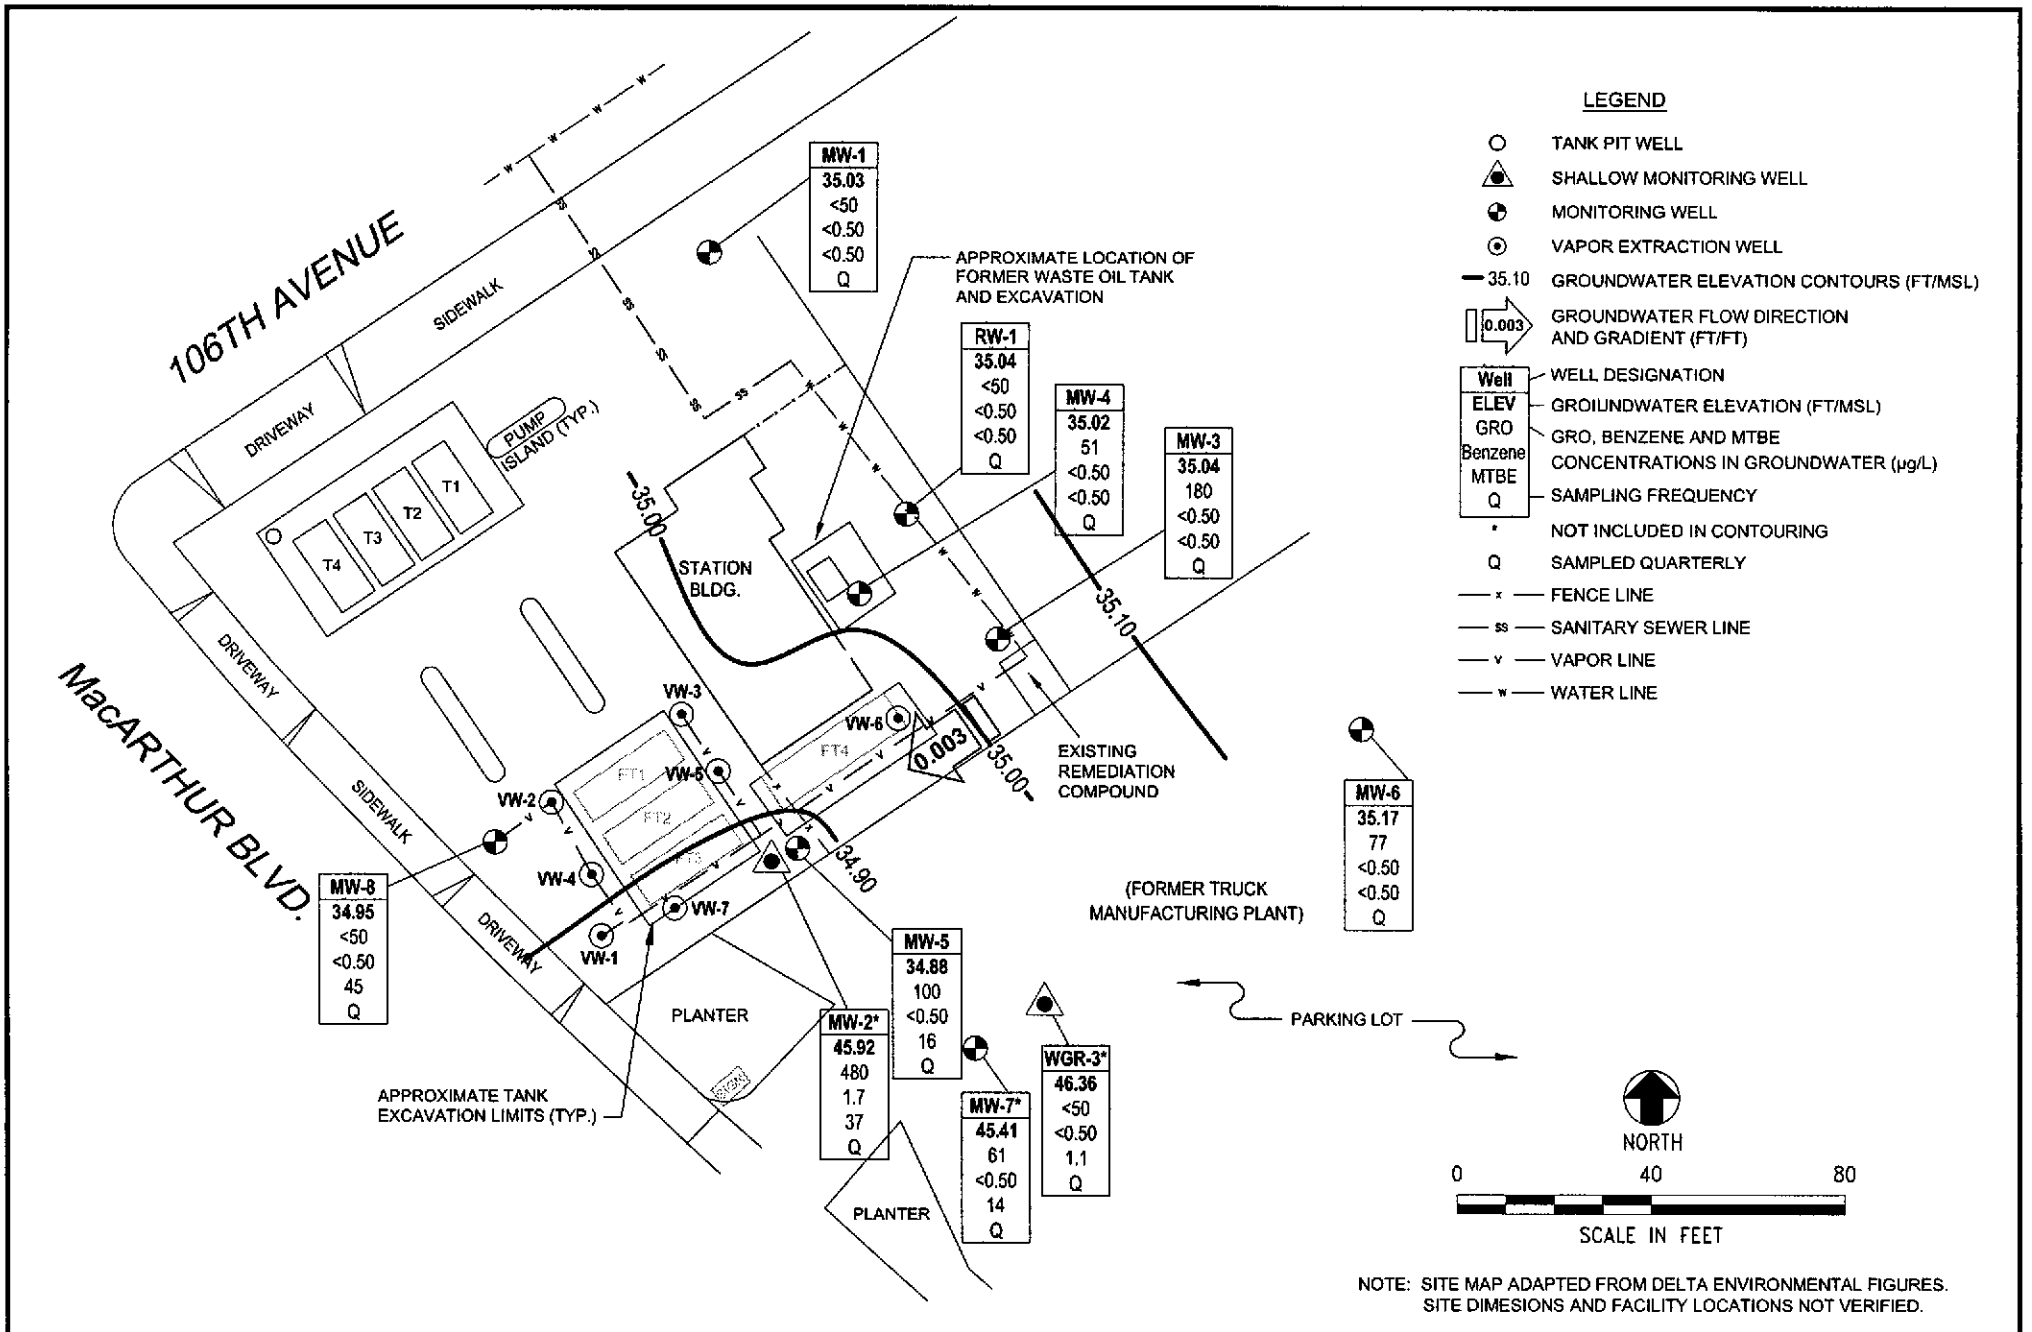 LEGEND
TANK PIT WELL
SHALLOW MONITORING WELL
MONITORING WELL
VAPOR EXTRACTION WELL
35.10 GROUNDWATER ELEVATION CONTOURS (FT/MSL)
0.003 GROUNDWATER FLOW DIRECTION
AND GRADIENT (FT/FT)
Well WELL DESIGNATION
ELEV GROIUNDWATER ELEVATION (FT/MSL)
GRO GRO, BENZENE AND MTBE
Benzene CONCENTRATIONS IN GROUNDWATER (µg/L)
MTBE
Q SAMPLING FREQUENCY
* NOT INCLUDED IN CONTOURING
Q SAMPLED QUARTERLY
x FENCE LINE
SS SANITARY SEWER LINE
V VAPOR LINE
W WATER LINE
106TH AVENUE
MacARTHUR BLVD.
SIDEWALK
DRIVEWAY
DRIVEWAY
SIDEWALK
DRIVEWAY
PUMP
ISLAND (TYP.)
T1
T2
T3
T4
STATION
BLDG.
MW-1
35.03
<50
<0.50
<0.50
Q
APPROXIMATE LOCATION OF
FORMER WASTE OIL TANK
AND EXCAVATION
RW-1
35.04
<50
<0.50
<0.50
Q
MW-4
35.02
51
<0.50
<0.50
Q
MW-3
35.04
180
<0.50
<0.50
Q
35.00
35.10
35.00
34.90
0.003
VW-3
VW-5
VW-6
VW-2
VW-4
VW-7
VW-1
FT1
FT2
FT3
FT4
EXISTING
REMEDIATION
COMPOUND
MW-6
35.17
77
<0.50
<0.50
Q
(FORMER TRUCK
MANUFACTURING PLANT)
MW-8
34.95
<50
<0.50
45
Q
MW-5
34.88
100
<0.50
16
Q
MW-2*
45.92
480
1.7
37
Q
MW-7*
45.41
61
<0.50
14
Q
WGR-3*
46.36
<50
<0.50
1.1
Q
PARKING LOT
PLANTER
SIGN
PLANTER
APPROXIMATE TANK
EXCAVATION LIMITS (TYP.)
NORTH
0 40 80
SCALE IN FEET
NOTE: SITE MAP ADAPTED FROM DELTA ENVIRONMENTAL FIGURES.
SITE DIMESIONS AND FACILITY LOCATIONS NOT VERIFIED.